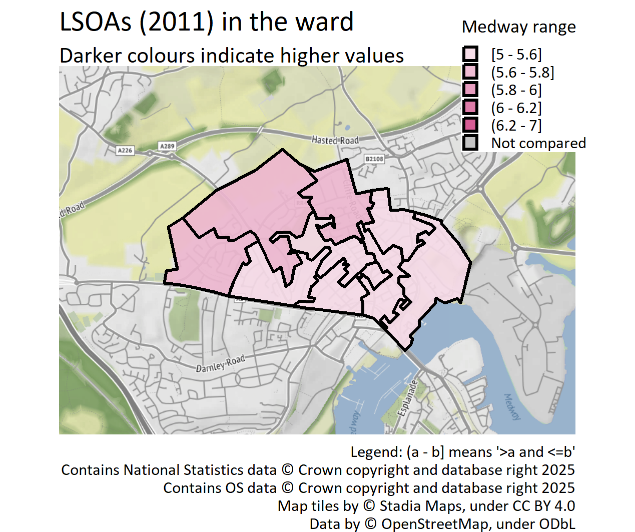 LSOAs (2011) in the ward
Darker colours indicate higher values
Medway range
[5 - 5.6]
(5.6 - 5.8]
(5.8 - 6]
(6 - 6.2]
(6.2 - 7]
Not compared
Hasted Road
A226
A289
B2108
d Road
Darnley Road
Esplanade
Medway
dway
Legend: (a - b] means '>a and <=b'
Contains National Statistics data © Crown copyright and database right 2025
Contains OS data © Crown copyright and database right 2025
Map tiles by © Stadia Maps, under CC BY 4.0
Data by © OpenStreetMap, under ODbL